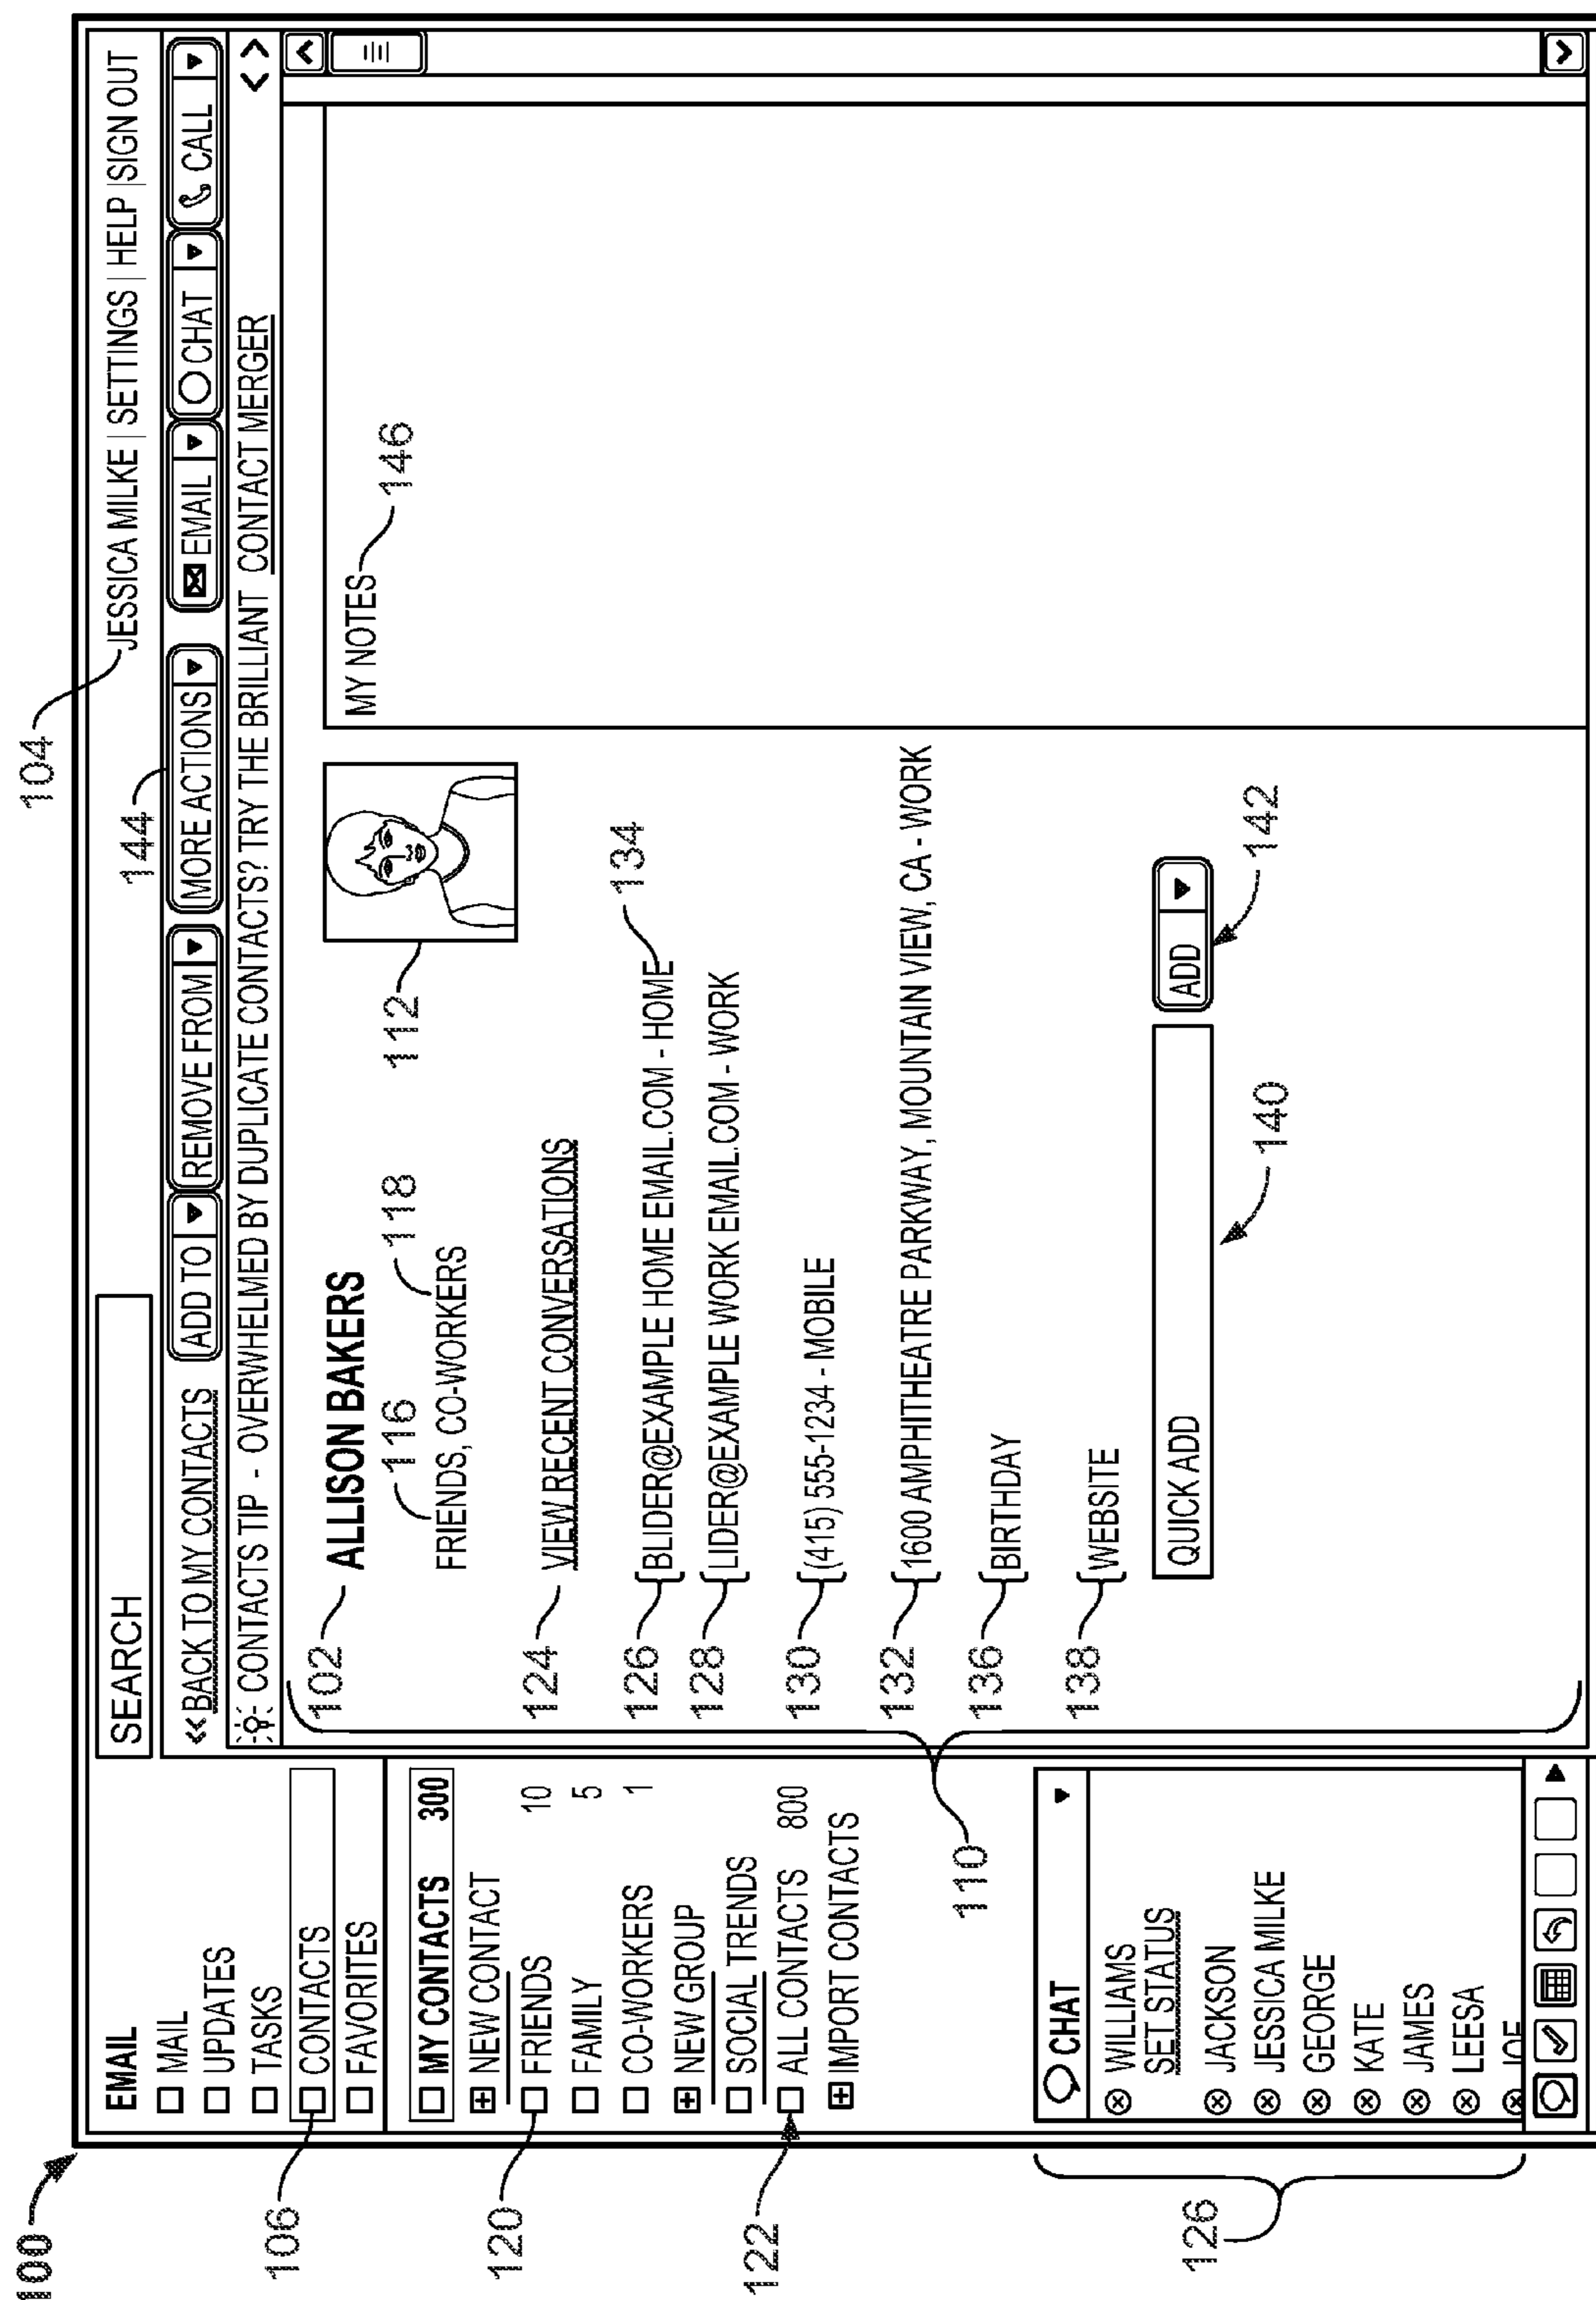 100
104
SEARCH
JESSICA MILKE | SETTINGS | HELP | SIGN OUT
144
« BACK TO MY CONTACTS ADD TO REMOVE FROM MORE ACTIONS EMAIL CHAT CALL
CONTACTS TIP - OVERWHELMED BY DUPLICATE CONTACTS? TRY THE BRILLIANT CONTACT MERGER < >
EMAIL
MAIL
UPDATES
TASKS
106
CONTACTS
FAVORITES
MY CONTACTS 300
NEW CONTACT
120
FRIENDS 10
FAMILY 5
CO-WORKERS 1
NEW GROUP
SOCIAL TRENDS
122
ALL CONTACTS 800
IMPORT CONTACTS
110
126
CHAT
WILLIAMS
SET STATUS
JACKSON
JESSICA MILKE
GEORGE
KATE
JAMES
LEESA
JOE
102 ALLISON BAKERS
112
116 118
FRIENDS, CO-WORKERS
124 VIEW RECENT CONVERSATIONS
126 BLIDER@EXAMPLE HOME EMAIL.COM - HOME 134
128 LIDER@EXAMPLE WORK EMAIL.COM - WORK
130 (415) 555-1234 - MOBILE
132 1600 AMPHITHEATRE PARKWAY, MOUNTAIN VIEW, CA - WORK
136 BIRTHDAY
138 WEBSITE
QUICK ADD ADD
140 142
MY NOTES 146